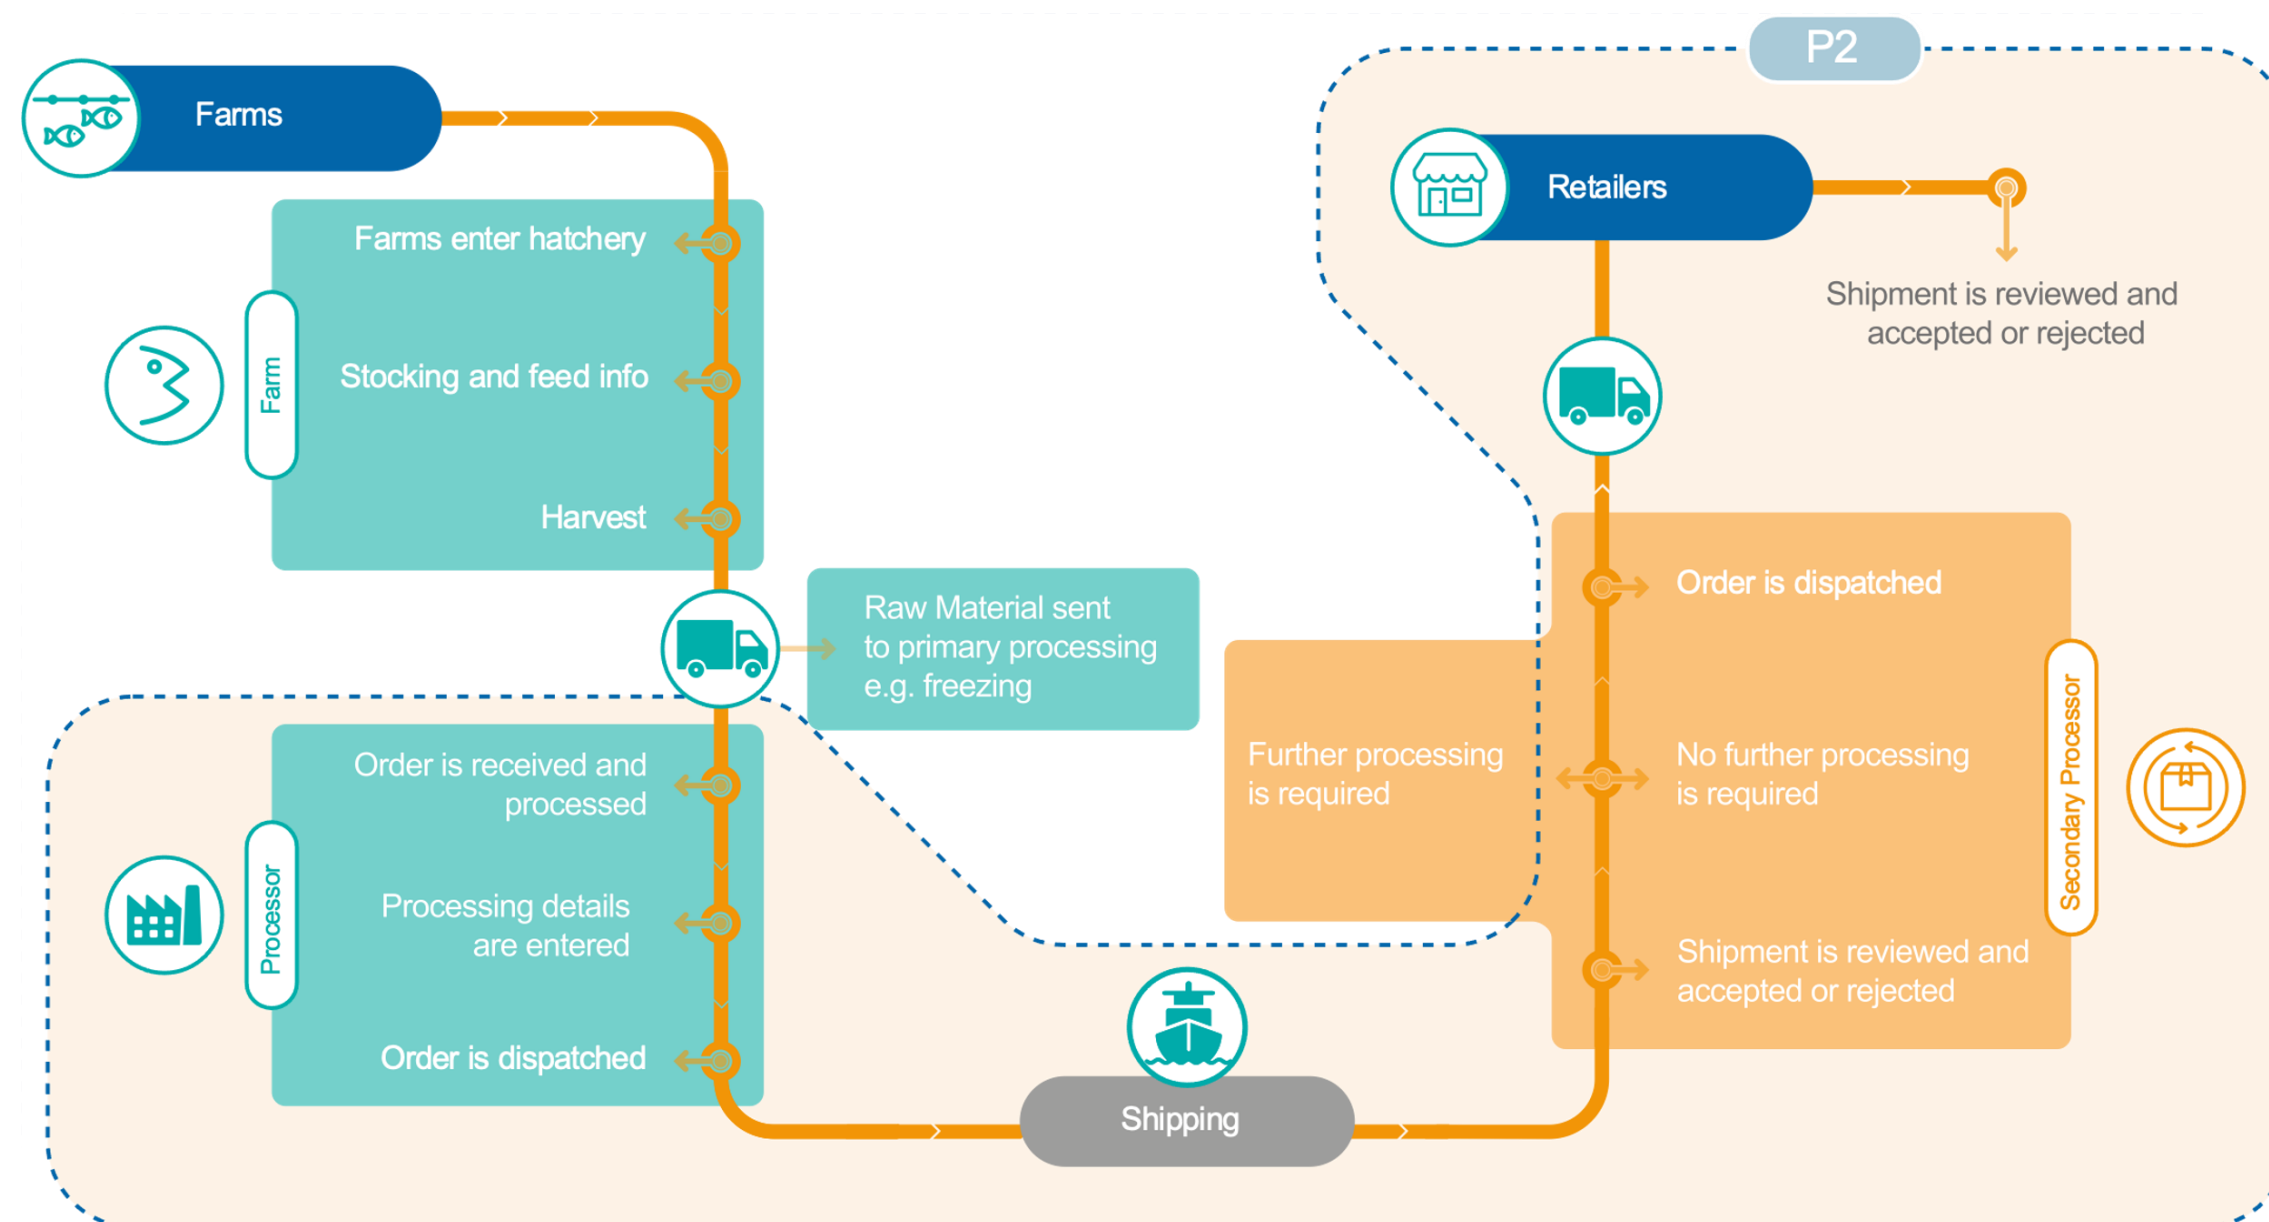 P2
Farms
Farms enter hatchery
Stocking and feed info
Harvest
Farm
Raw Material sent
to primary processing
e.g. freezing
Order is received and
processed
Processing details
are entered
Order is dispatched
Processor
Shipping
Shipment is reviewed and
accepted or rejected
Further processing
is required
No further processing
is required
Order is dispatched
Secondary Processor
Retailers
Shipment is reviewed and
accepted or rejected